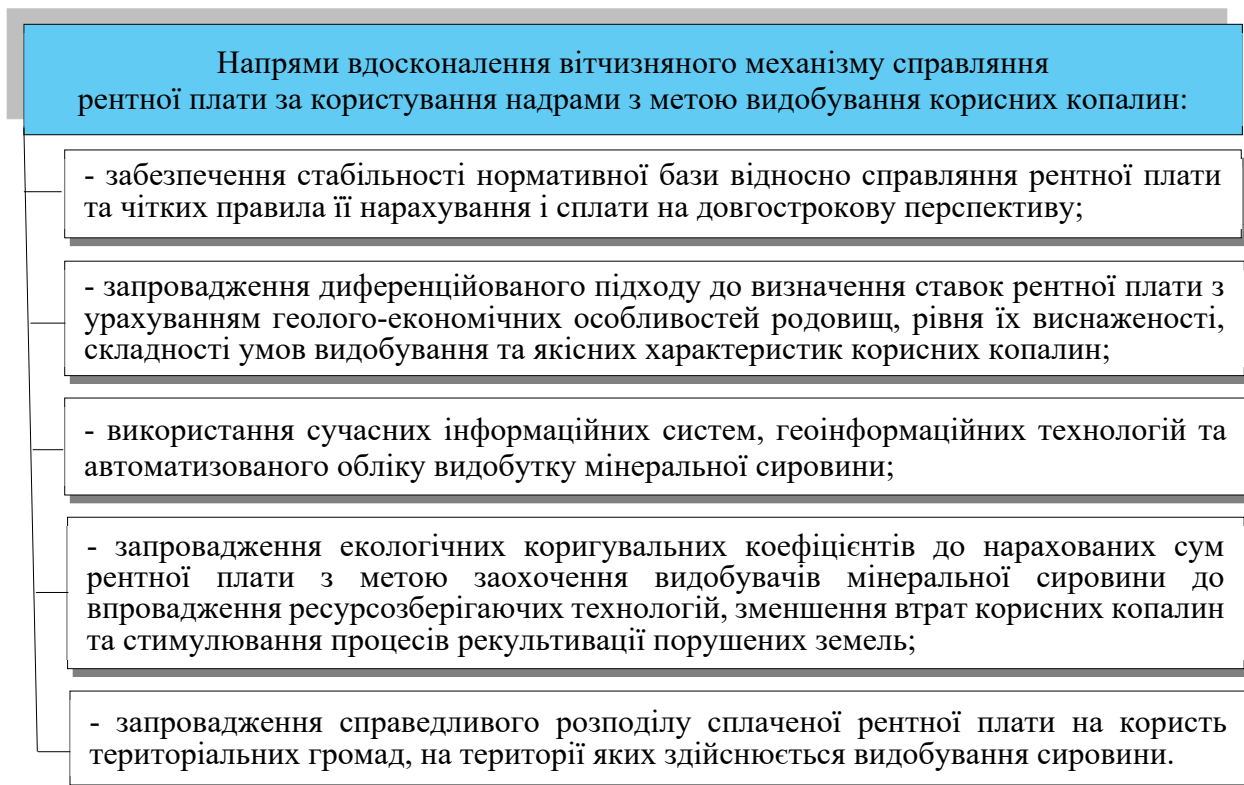 Напрями вдосконалення вітчизняного механізму справляння
рентної плати за користування надрами з метою видобування корисних копалин:
- забезпечення стабільності нормативної бази відносно справляння рентної плати
та чітких правила її нарахування і сплати на довгострокову перспективу;
- запровадження диференційованого підходу до визначення ставок рентної плати з
урахуванням геолого-економічних особливостей родовищ, рівня їх виснаженості,
складності умов видобування та якісних характеристик корисних копалин;
- використання сучасних інформаційних систем, геоінформаційних технологій та
автоматизованого обліку видобутку мінеральної сировини;
- запровадження екологічних коригувальних коефіцієнтів до нарахованих сум
рентної плати з метою заохочення видобувачів мінеральної сировини до
впровадження ресурсозберігаючих технологій, зменшення втрат корисних копалин
та стимулювання процесів рекультивації порушених земель;
- запровадження справедливого розподілу сплаченої рентної плати на користь
територіальних громад, на території яких здійснюється видобування сировини.